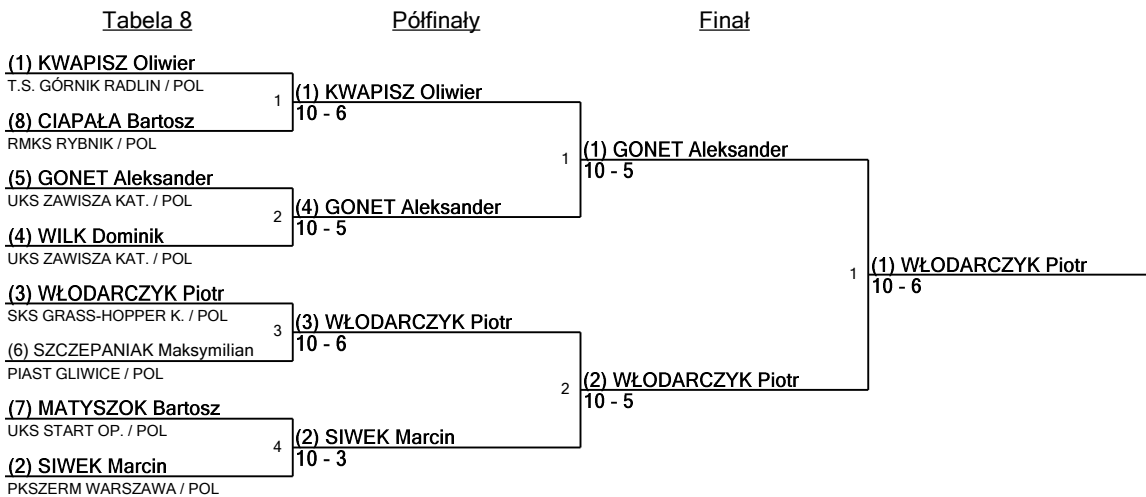 Tabela 8
Półfinały
Finał
(1) KWAPISZ Oliwier
T.S. GÓRNIK RADLIN / POL
1
(1) KWAPISZ Oliwier
10 - 6
(8) CIAPAŁA Bartosz
RMKS RYBNIK / POL
1
(1) GONET Aleksander
10 - 5
(5) GONET Aleksander
UKS ZAWISZA KAT. / POL
2
(4) GONET Aleksander
10 - 5
(4) WILK Dominik
UKS ZAWISZA KAT. / POL
1
(1) WŁODARCZYK Piotr
10 - 6
(3) WŁODARCZYK Piotr
SKS GRASS-HOPPER K. / POL
3
(3) WŁODARCZYK Piotr
10 - 6
(6) SZCZEPANIAK Maksymilian
PIAST GLIWICE / POL
2
(2) WŁODARCZYK Piotr
10 - 5
(7) MATYSZOK Bartosz
UKS START OP. / POL
4
(2) SIWEK Marcin
10 - 3
(2) SIWEK Marcin
PKSZERM WARSZAWA / POL